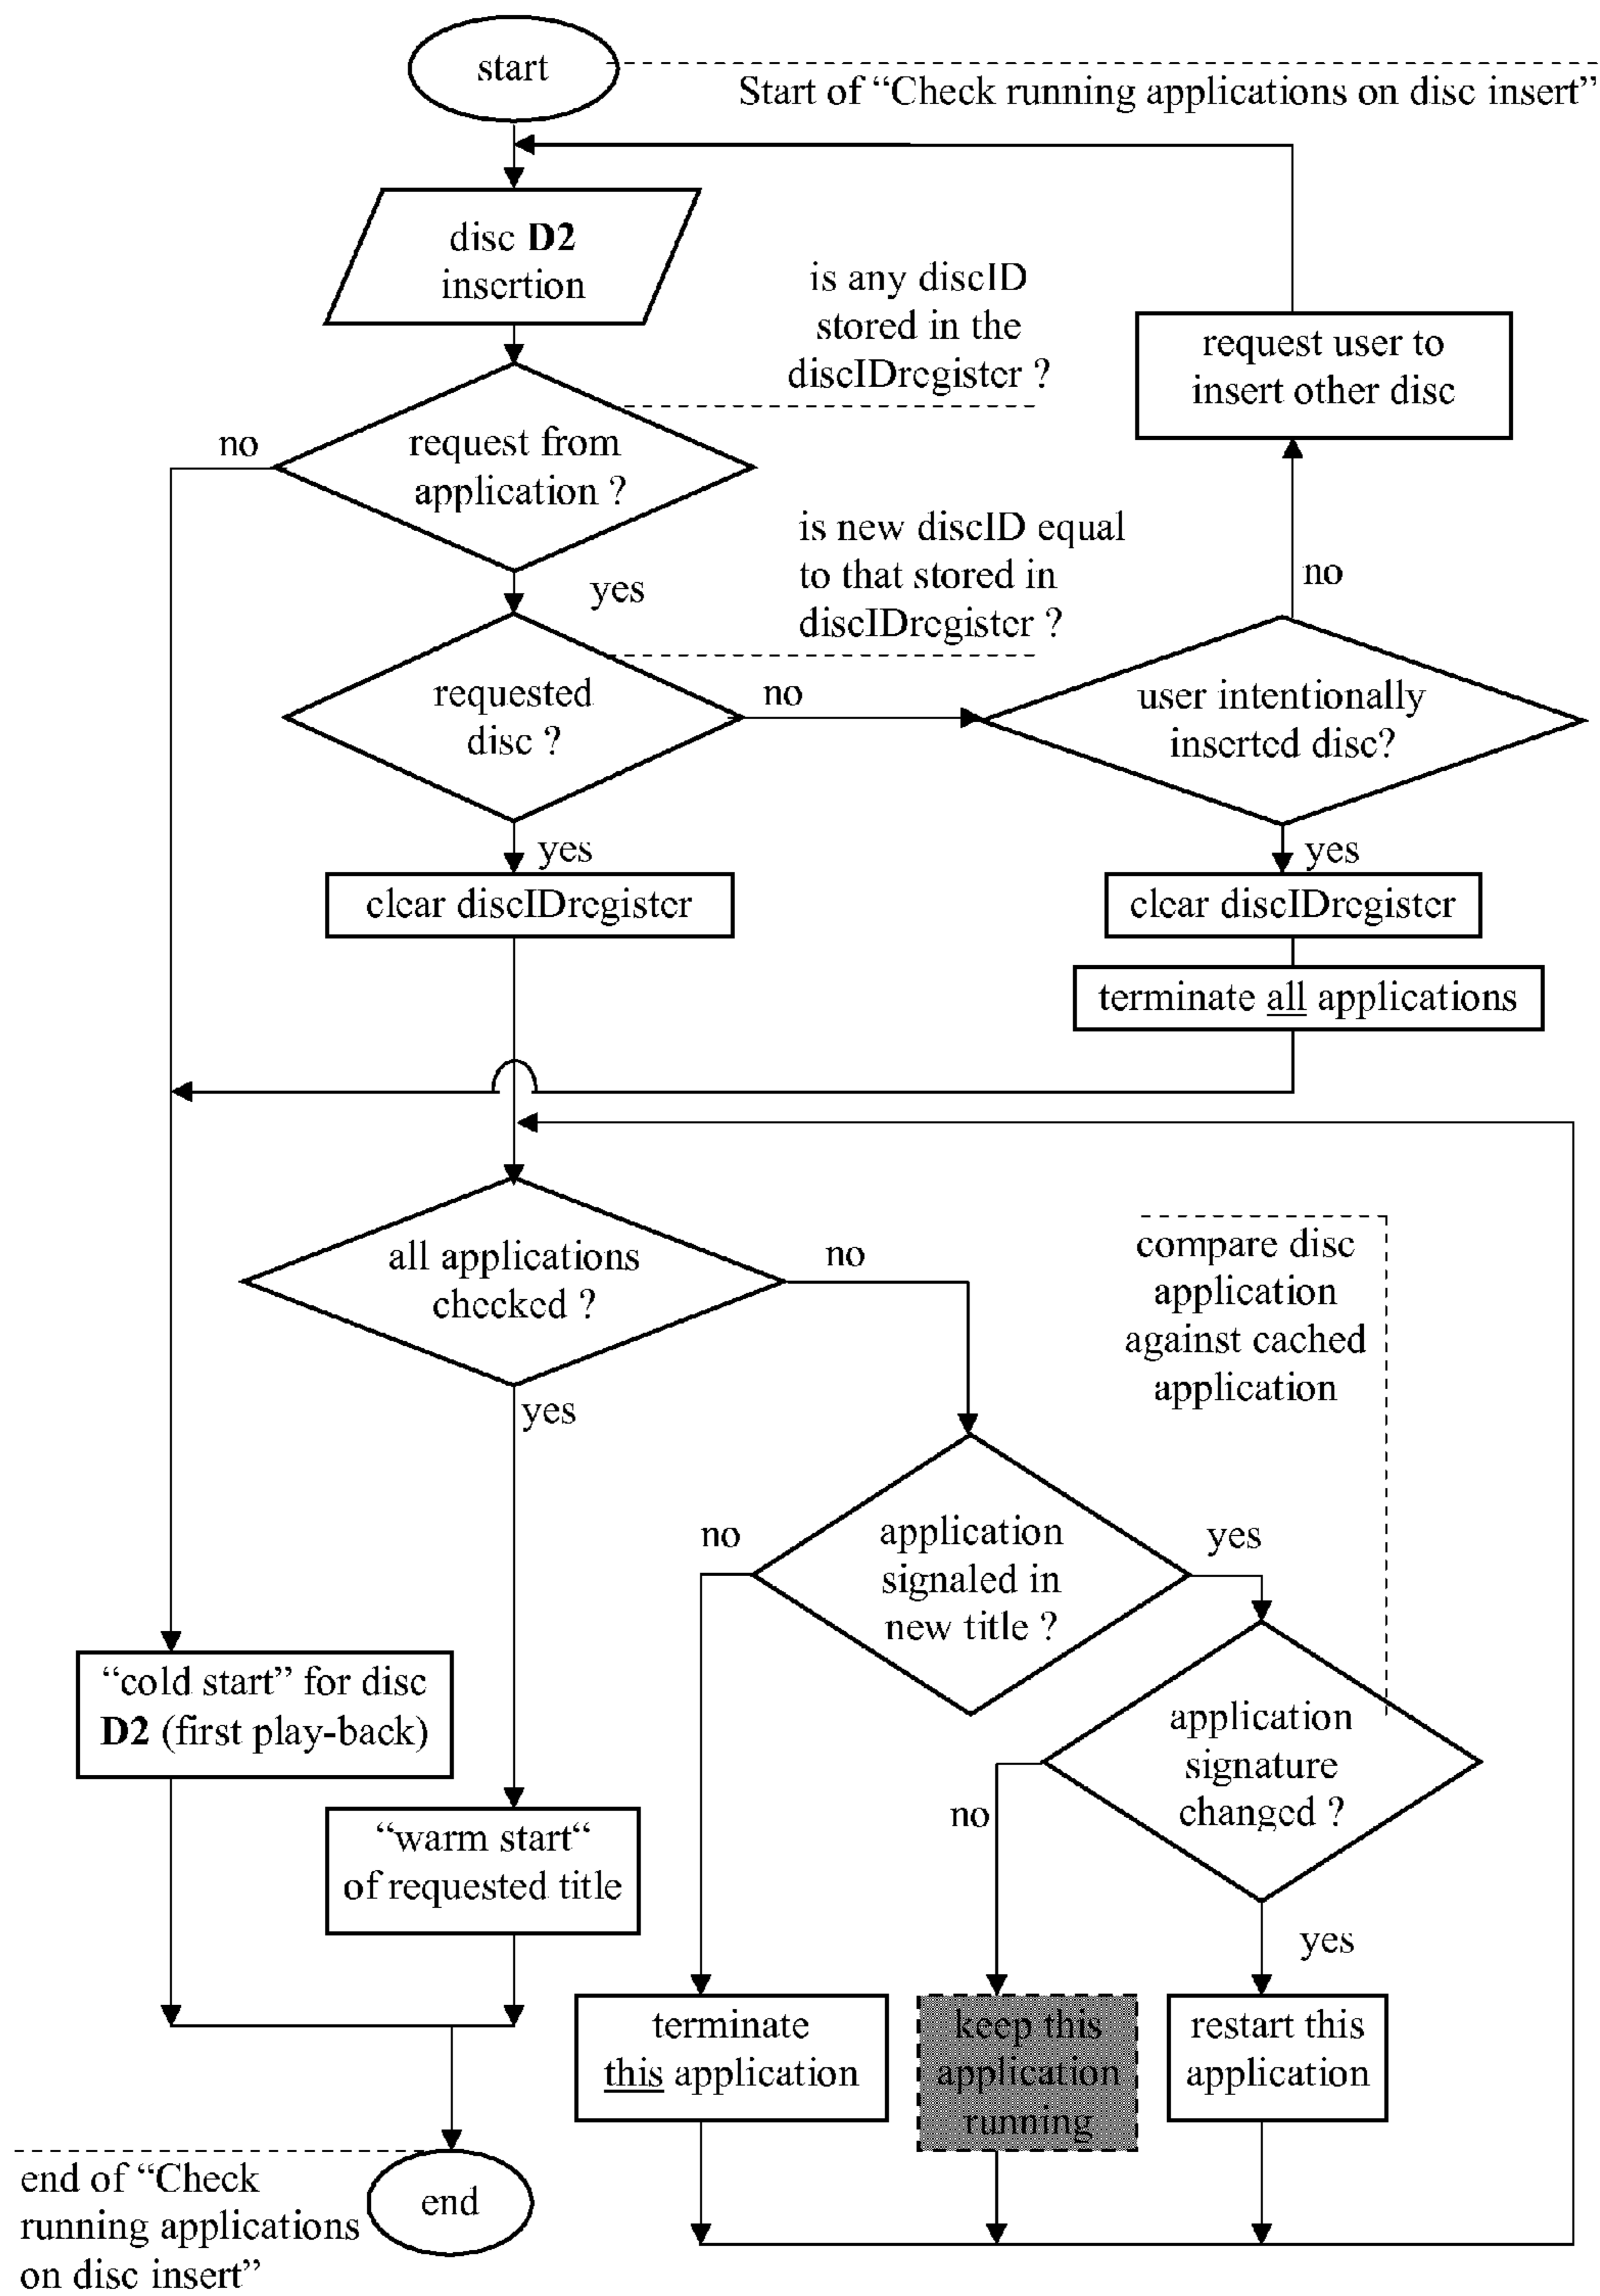 start
Start of “Check running applications on disc insert”
disc D2
insertion
is any discID
stored in the
discIDregister ?
request user to
insert other disc
no
request from
application ?
is new discID equal
to that stored in
discIDregister ?
yes
no
requested
disc ?
no
user intentionally
inserted disc?
yes
yes
clear discIDregister
clear discIDregister
terminate all applications
all applications
checked ?
no
compare disc
application
against cached
application
yes
no
application
signaled in
new title ?
yes
“cold start” for disc
D2 (first play-back)
application
signature
changed ?
no
“warm start“
of requested title
yes
terminate
this application
keep this
application
running
restart this
application
end of “Check
running applications
on disc insert”
end